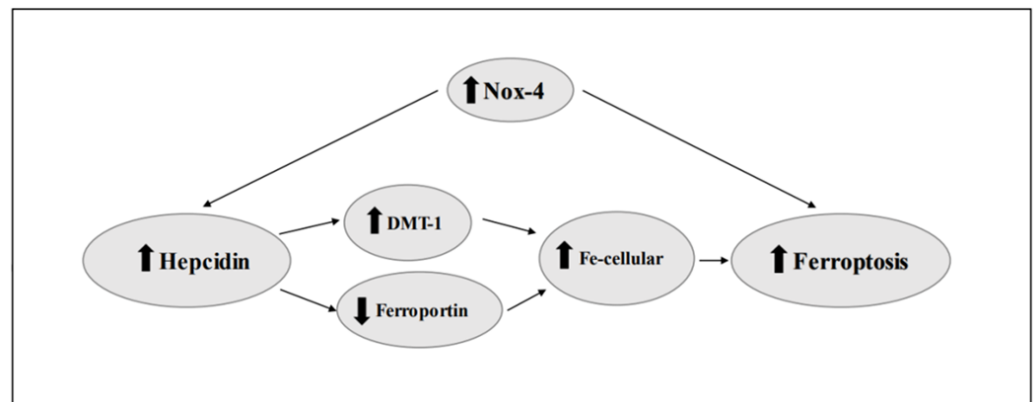 Nox-4
DMT-1
Hepcidin
Fe-cellular
Ferroptosis
Ferroportin